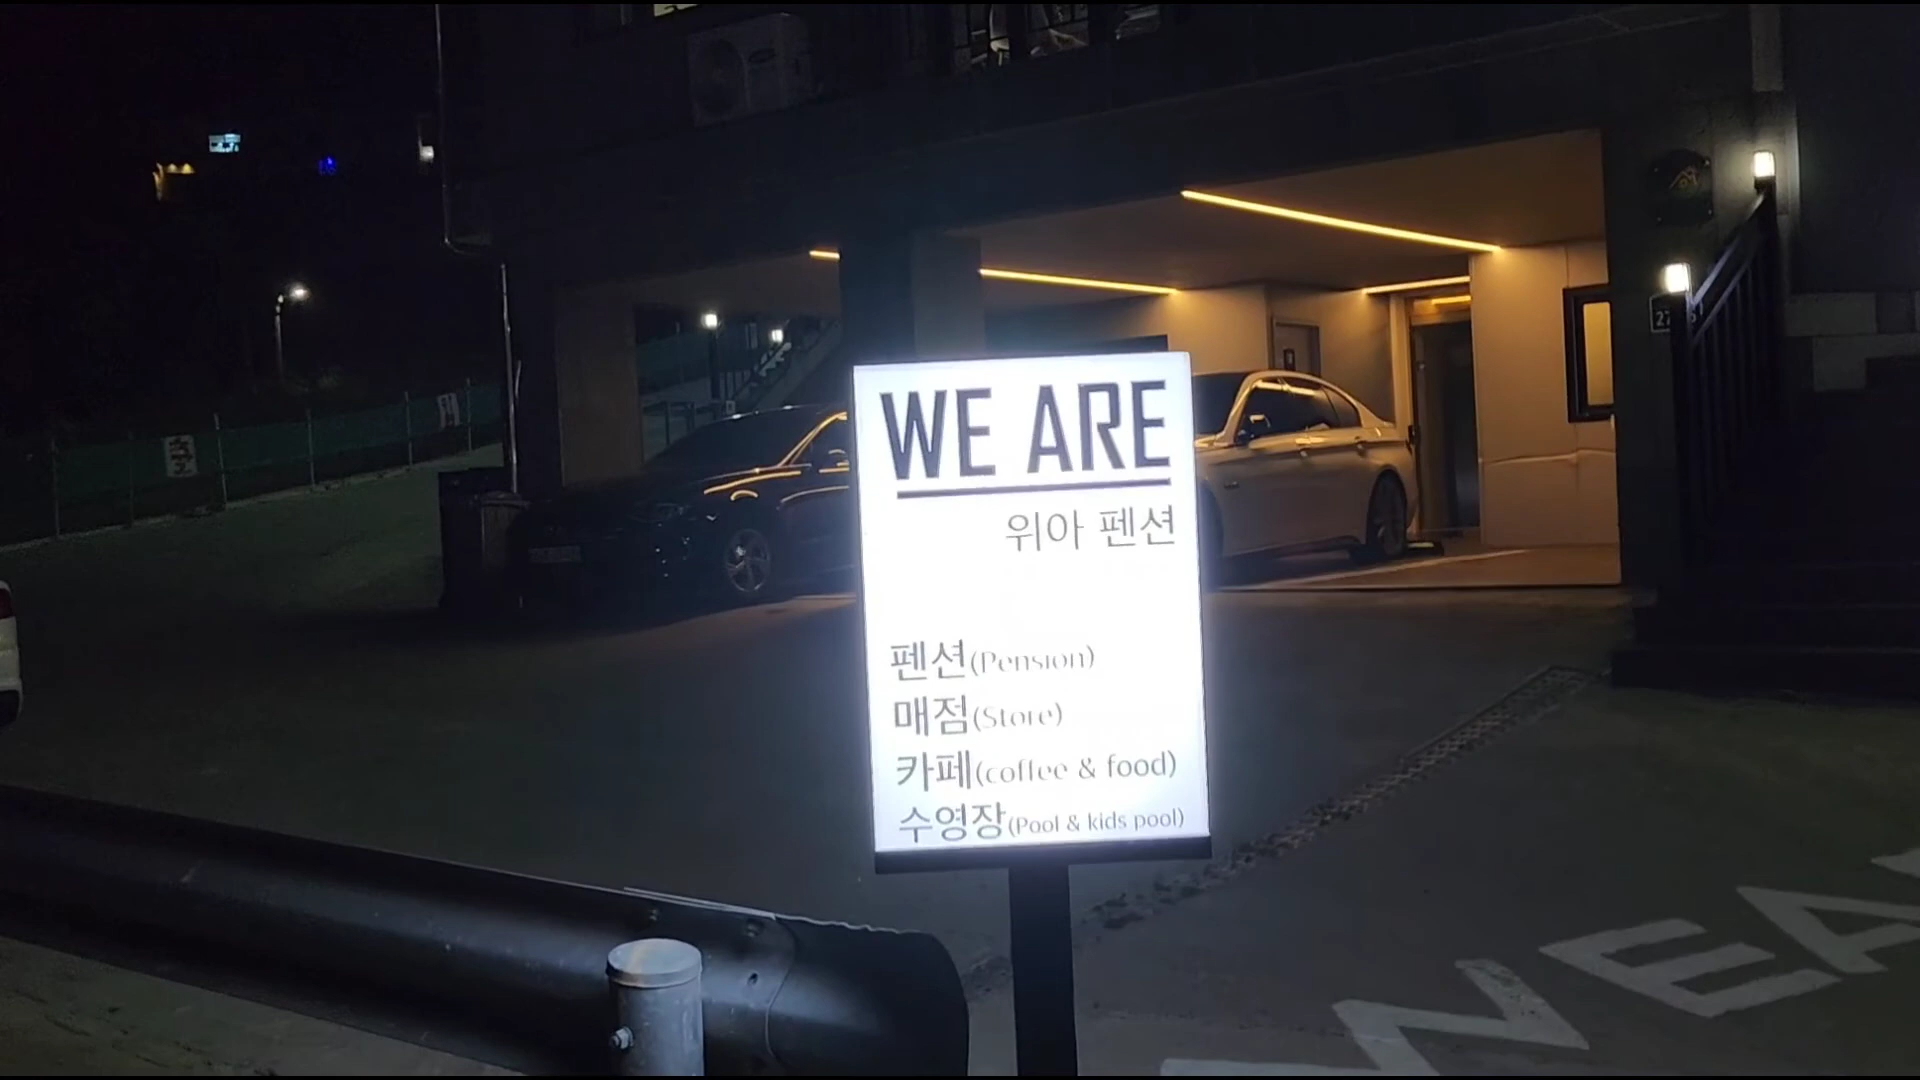 WE ARE
위아 펜션
펜션(Pension)
매점(Store)
카페(coffee & food)
수영장(Pool & kids pool)
WEA